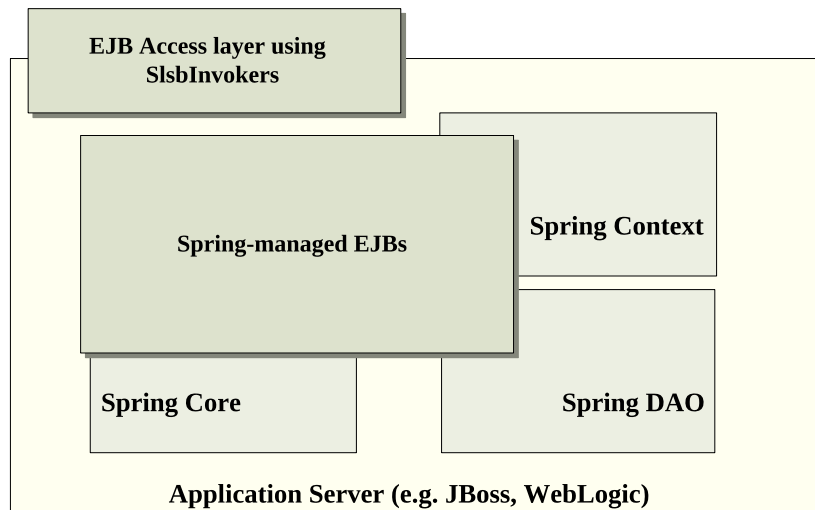 EJB Access layer using
SlsbInvokers
Spring Context
Spring-managed EJBs
Spring Core
Spring DAO
Application Server (e.g. JBoss, WebLogic)